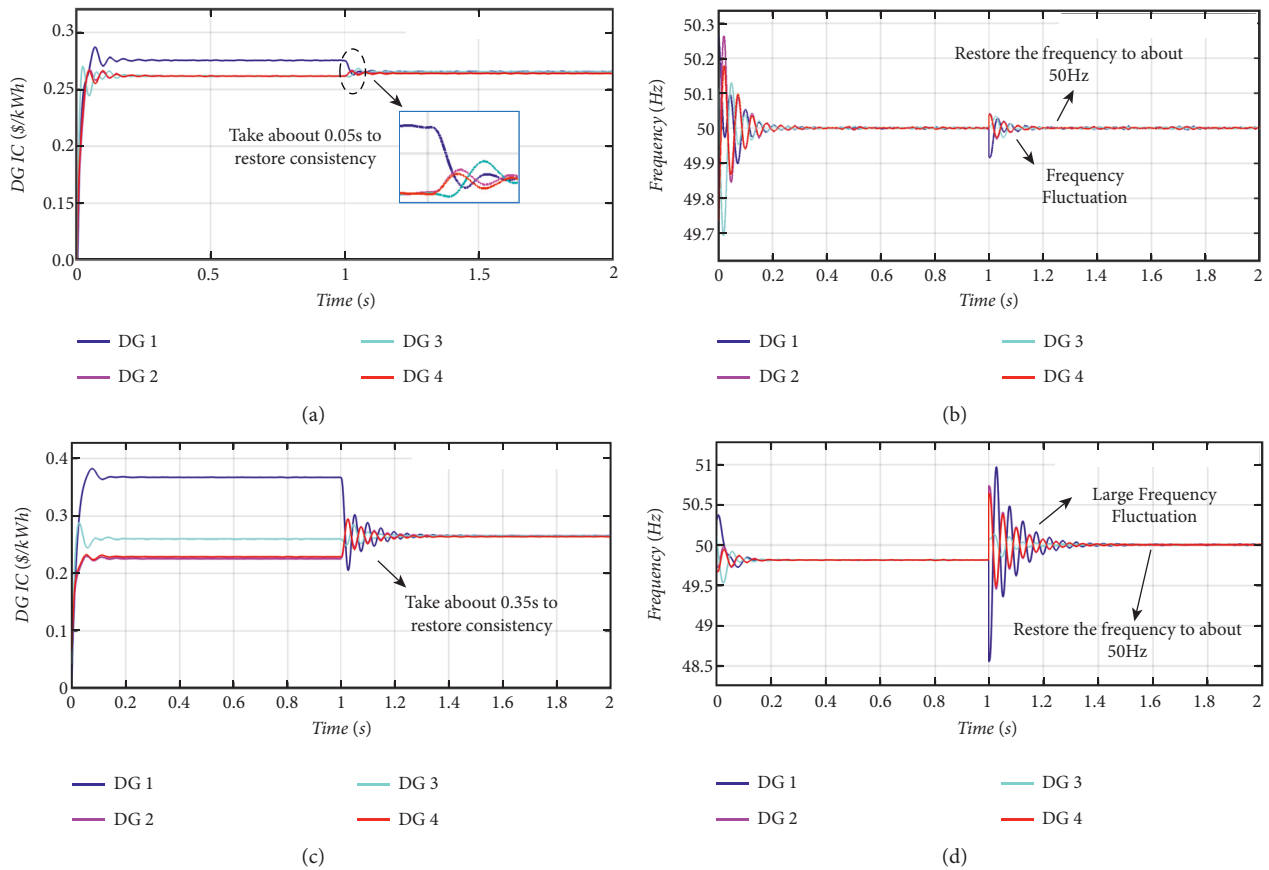 0.3
0.25
0.2
0.15
0.0
DG IC ($/kWh)
Take aboout 0.05s to
restore consistency
0
0.5
1
1.5
2
Time (s)
DG 1
DG 3
DG 2
DG 4
(a)
50.3
50.2
50.1
50
49.9
49.8
49.7
Frequency (Hz)
Restore the frequency to about
50Hz
Frequency
Fluctuation
0
0.2
0.4
0.6
0.8
1
1.2
1.4
1.6
1.8
2
Time (s)
DG 1
DG 3
DG 2
DG 4
(b)
0.4
0.3
0.2
0.1
0
DG IC ($/kWh)
Take aboout 0.35s to
restore consistency
0
0.2
0.4
0.6
0.8
1
1.2
1.4
1.6
1.8
2
Time (s)
DG 1
DG 3
DG 2
DG 4
(c)
51
50.5
50
49.5
49
48.5
Frequency (Hz)
Large Frequency
Fluctuation
Restore the frequency to about
50Hz
0
0.2
0.4
0.6
0.8
1
1.2
1.4
1.6
1.8
2
Time (s)
DG 1
DG 3
DG 2
DG 4
(d)